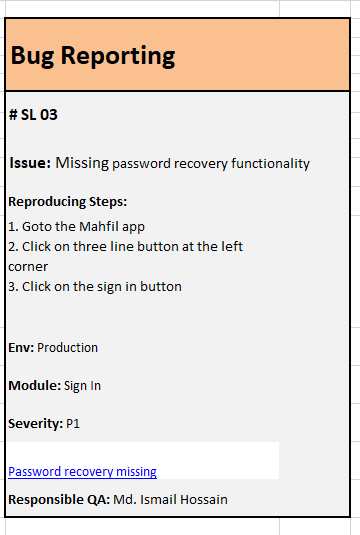 Bug Reporting
# SL 03
Issue: Missing password recovery functionality
Reproducing Steps:
1. Goto the Mahfil app
2. Click on three line button at the left
corner
3. Click on the sign in button
Env: Production
Module: Sign In
Severity: P1
Password recovery missing
Responsible QA: Md. Ismail Hossain